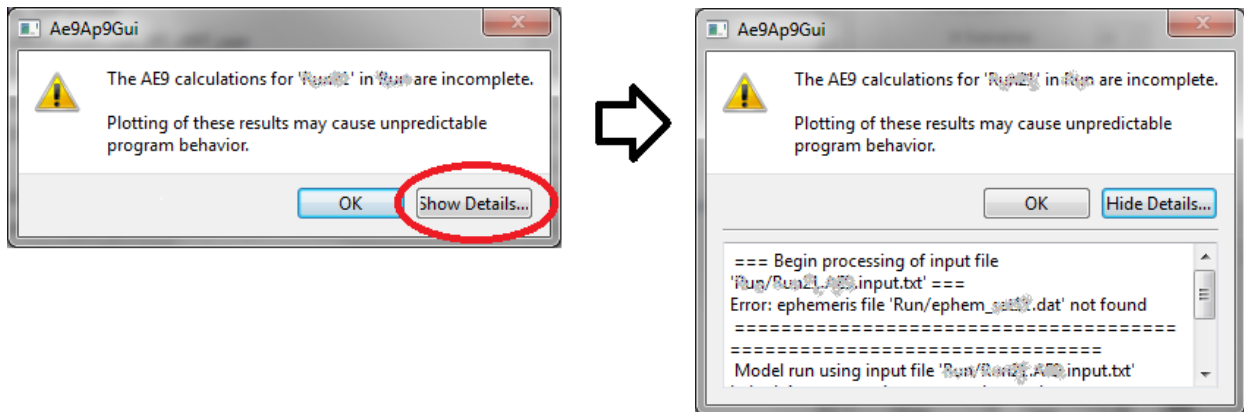 Ae9Ap9Gui
The AE9 calculations for ' ' in ' are incomplete.
Plotting of these results may cause unpredictable
program behavior.
OK
Show Details...
Ae9Ap9Gui
The AE9 calculations for ' ' in are incomplete.
Plotting of these results may cause unpredictable
program behavior.
OK
Hide Details...
=== Begin processing of input file
input.txt' ===
Error: ephemeris file 'Run/ephem_ .dat' not found
======================================
================================
Model run using input file ' input.txt'